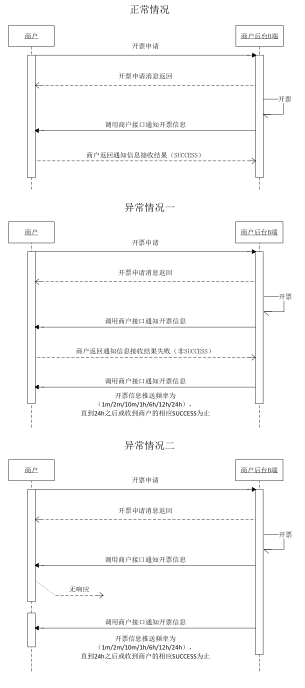 正常情况
商户
商户后台B端
开票申请
开票申请消息返回
开票
调用商户接口通知开票信息
商户返回通知信息接收结果（SUCCESS）
异常情况一
商户
商户后台B端
开票申请
开票申请消息返回
开票
调用商户接口通知开票信息
商户返回通知信息接收结果失败（非SUCCESS）
调用商户接口通知开票信息
开票信息推送频率为
（1m/2m/10m/1h/6h/12h/24h），
直到24h之后或收到商户的相应SUCCESS为止
异常情况二
商户
商户后台B端
开票申请
开票申请消息返回
开票
调用商户接口通知开票信息
无响应
调用商户接口通知开票信息
开票信息推送频率为
（1m/2m/10m/1h/6h/12h/24h），
直到24h之后或收到商户的相应SUCCESS为止